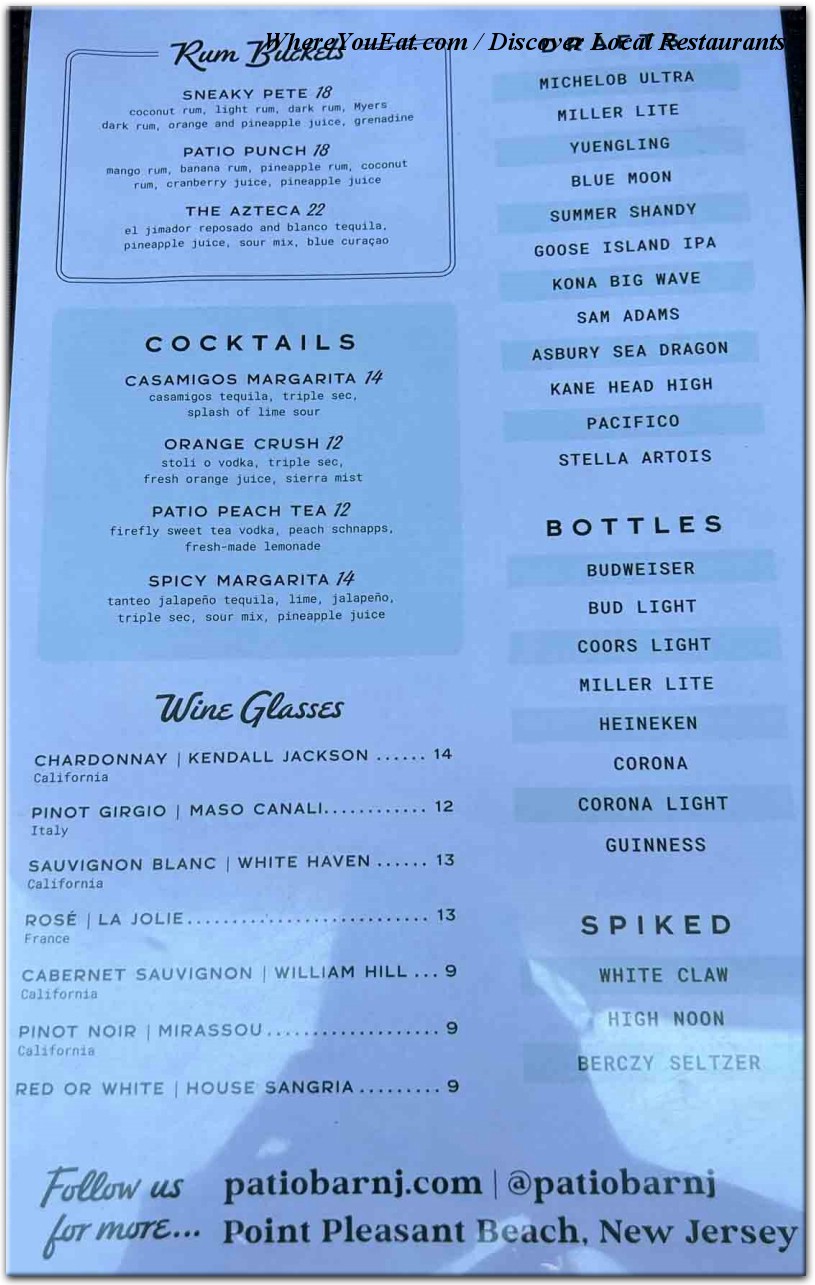 WhereYouEat.com / Discover Local Restaurants
Rum Buckets
SNEAKY PETE 18
coconut rum, light rum, dark rum, Myers
dark rum, orange and pineapple juice, grenadine
PATIO PUNCH 18
mango rum, banana rum, pineapple rum, coconut
rum, cranberry juice, pineapple juice
THE AZTECA 22
el jimador reposado and blanco tequila,
pineapple juice, sour mix, blue curaçao
COCKTAILS
CASAMIGOS MARGARITA 14
casamigos tequila, triple sec,
splash of lime sour
ORANGE CRUSH 12
stoli o vodka, triple sec,
fresh orange juice, sierra mist
PATIO PEACH TEA 12
firefly sweet tea vodka, peach schnapps,
fresh-made lemonade
SPICY MARGARITA 14
tanteo jalapeño tequila, lime, jalapeño,
triple sec, sour mix, pineapple juice
Wine Glasses
CHARDONNAY | KENDALL JACKSON ...... 14
California
PINOT GIRGIO | MASO CANALI............ 12
Italy
SAUVIGNON BLANC | WHITE HAVEN ...... 13
California
ROSÉ | LA JOLIE............................ 13
France
CABERNET SAUVIGNON | WILLIAM HILL ... 9
California
PINOT NOIR | MIRASSOU.................... 9
California
RED OR WHITE | HOUSE SANGRIA ......... 9
DRAFTS
MICHELOB ULTRA
MILLER LITE
YUENGLING
BLUE MOON
SUMMER SHANDY
GOOSE ISLAND IPA
KONA BIG WAVE
SAM ADAMS
ASBURY SEA DRAGON
KANE HEAD HIGH
PACIFICO
STELLA ARTOIS
BOTTLES
BUDWEISER
BUD LIGHT
COORS LIGHT
MILLER LITE
HEINEKEN
CORONA
CORONA LIGHT
GUINNESS
SPIKED
WHITE CLAW
HIGH NOON
BERCZY SELTZER
Follow us
for more...
patiobarnj.com | @patiobarnj
Point Pleasant Beach, New Jersey